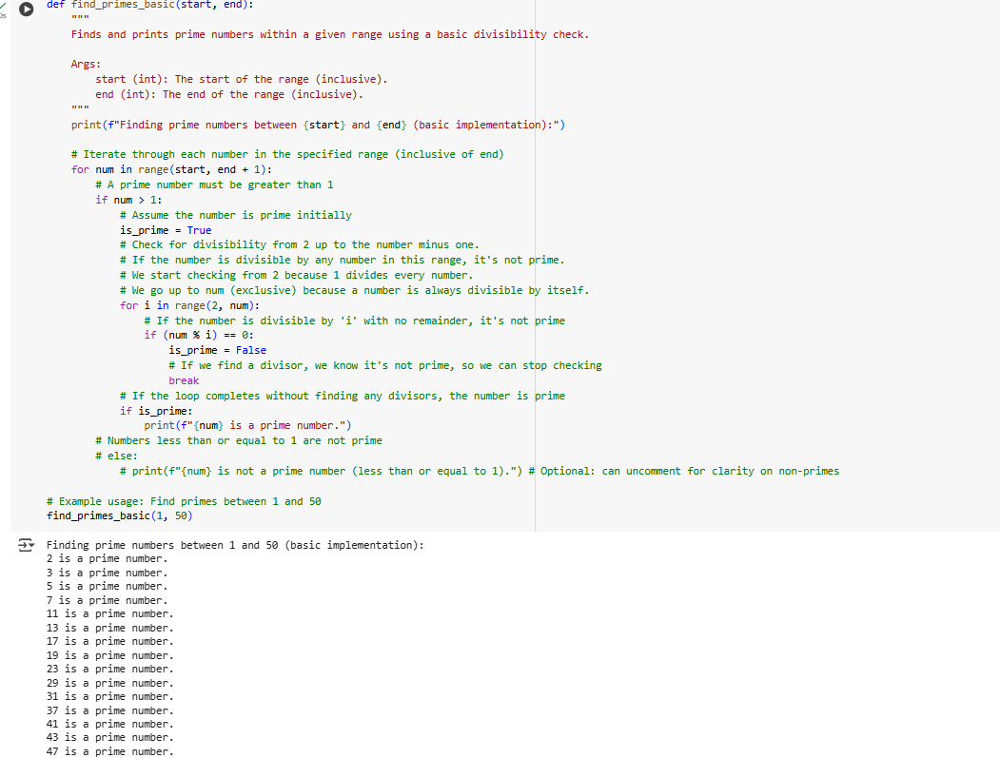 def find_primes_basic(start, end):
0s
    """
    Finds and prints prime numbers within a given range using a basic divisibility check.

    Args:
        start (int): The start of the range (inclusive).
        end (int): The end of the range (inclusive).
    """
    print(f"Finding prime numbers between {start} and {end} (basic implementation):")

    # Iterate through each number in the specified range (inclusive of end)
    for num in range(start, end + 1):
        # A prime number must be greater than 1
        if num > 1:
            # Assume the number is prime initially
            is_prime = True
            # Check for divisibility from 2 up to the number minus one.
            # If the number is divisible by any number in this range, it's not prime.
            # We start checking from 2 because 1 divides every number.
            # We go up to num (exclusive) because a number is always divisible by itself.
            for i in range(2, num):
                # If the number is divisible by 'i' with no remainder, it's not prime
                if (num % i) == 0:
                    is_prime = False
                    # If we find a divisor, we know it's not prime, so we can stop checking
                    break
            # If the loop completes without finding any divisors, the number is prime
            if is_prime:
                print(f"{num} is a prime number.")
        # Numbers less than or equal to 1 are not prime
        # else:
            # print(f"{num} is not a prime number (less than or equal to 1).") # Optional: can uncomment for clarity on non-primes

# Example usage: Find primes between 1 and 50
find_primes_basic(1, 50)
Finding prime numbers between 1 and 50 (basic implementation):
2 is a prime number.
3 is a prime number.
5 is a prime number.
7 is a prime number.
11 is a prime number.
13 is a prime number.
17 is a prime number.
19 is a prime number.
23 is a prime number.
29 is a prime number.
31 is a prime number.
37 is a prime number.
41 is a prime number.
43 is a prime number.
47 is a prime number.